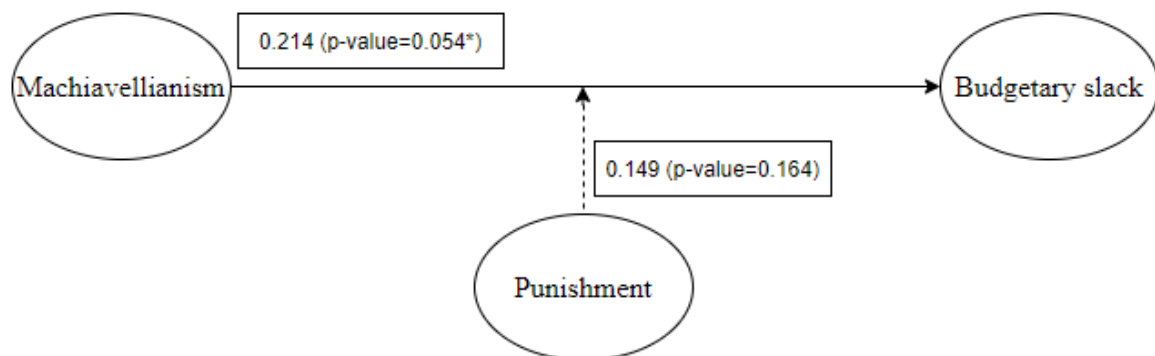 0.214 (p-value=0.054*)
Machiavellianism
Budgetary slack
0.149 (p-value=0.164)
Punishment